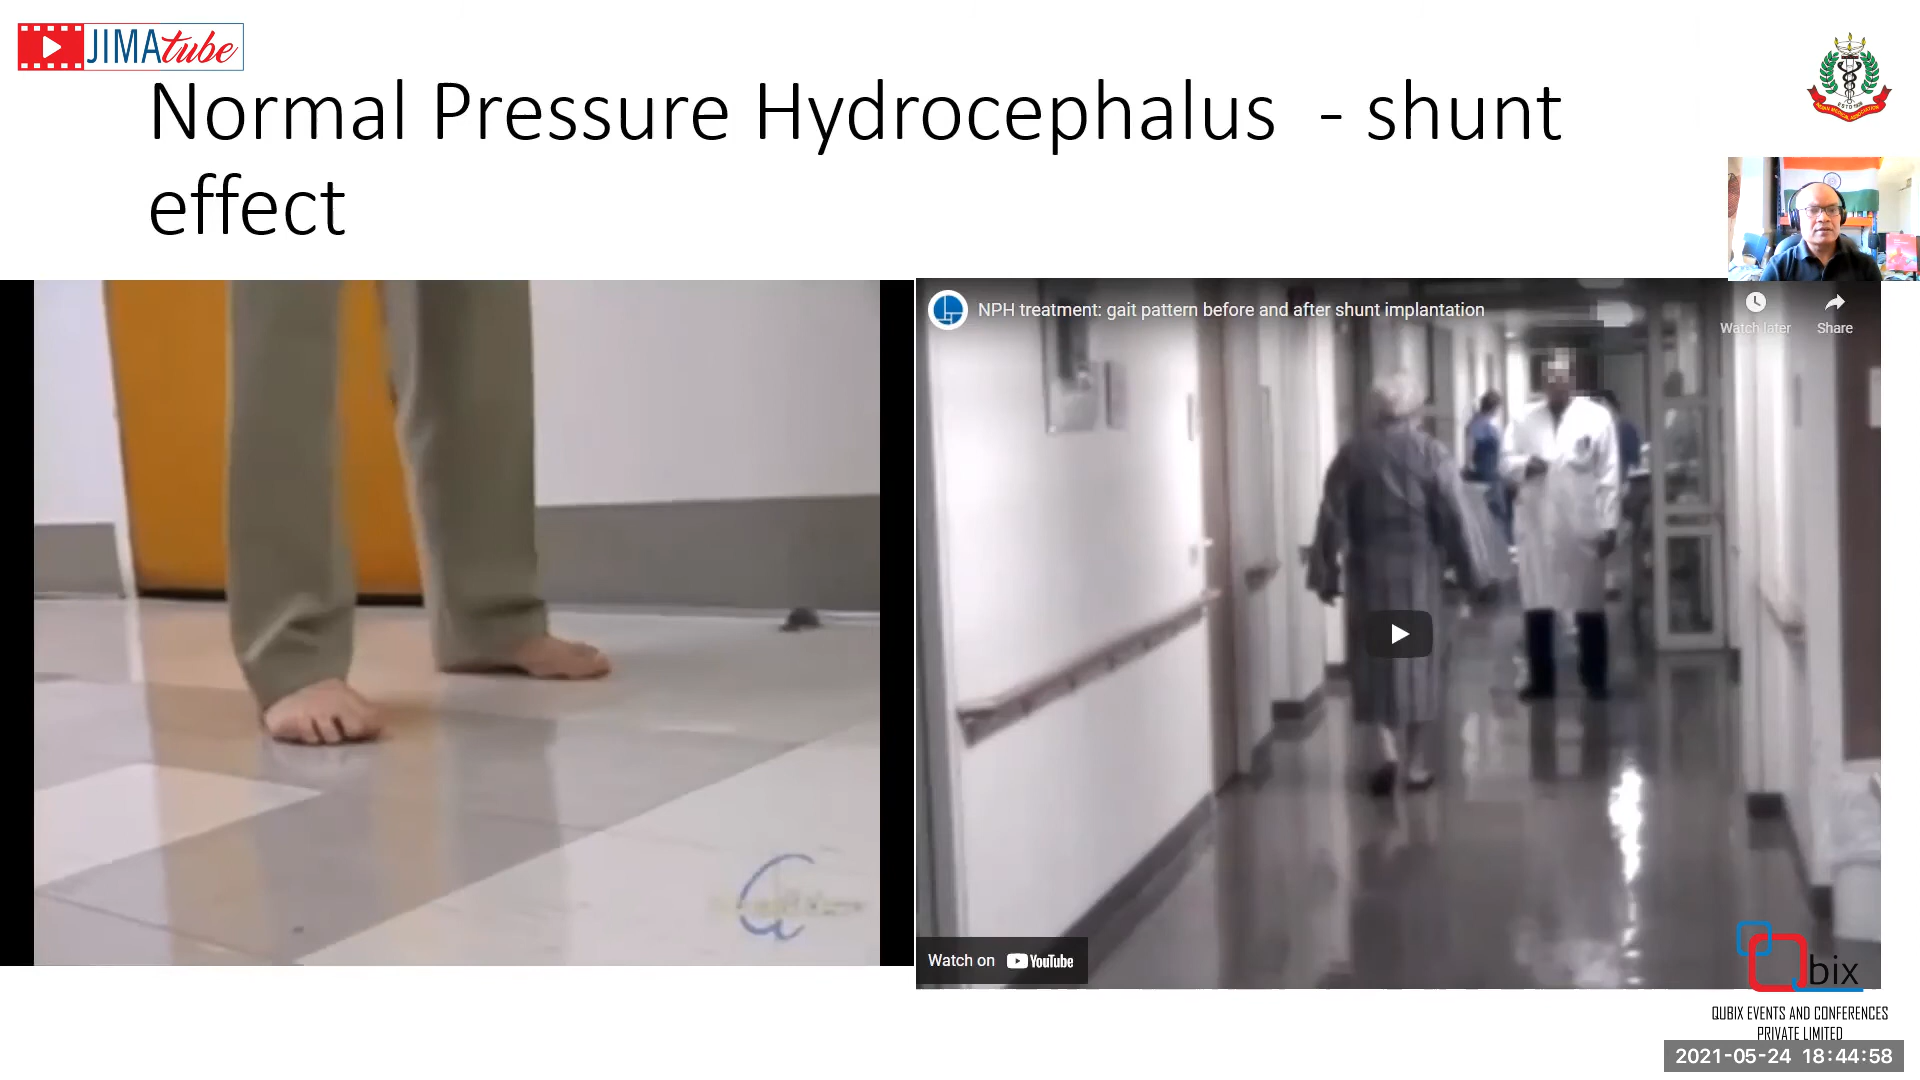 JIMAtube
Normal Pressure Hydrocephalus - shunt
effect
NPH treatment: gait pattern before and after shunt implantation
Watch later
Share
Watch on YouTube
Qbix
QUBIX EVENTS AND CONFERENCES
PRIVATE LIMITED
2021-05-24 18:44:58